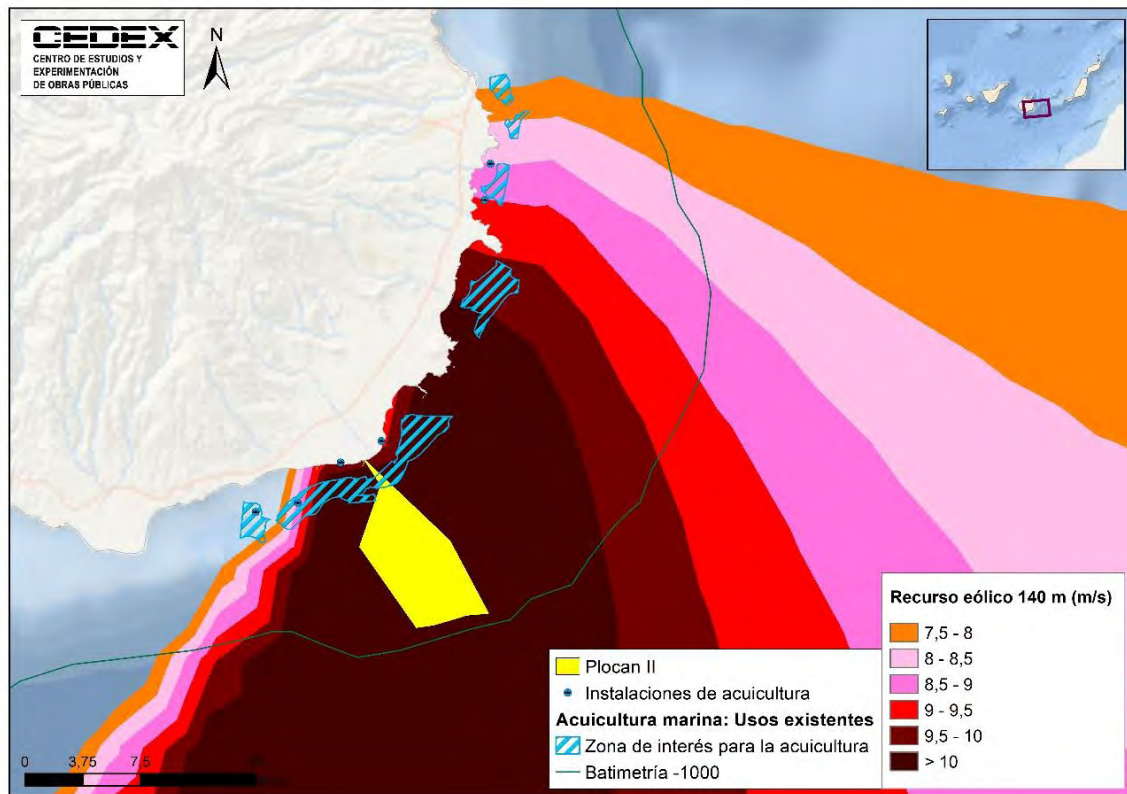 CEDEX
CENTRO DE ESTUDIOS Y
EXPERIMENTACIÓN
DE OBRAS PÚBLICAS
N
Recurso eólico 140 m (m/s)
7,5 - 8
8 - 8,5
8,5 - 9
9 - 9,5
9,5 - 10
> 10
Plocan II
Instalaciones de acuicultura
Acuicultura marina: Usos existentes
Zona de interés para la acuicultura
Batimetría -1000
0 3,75 7,5